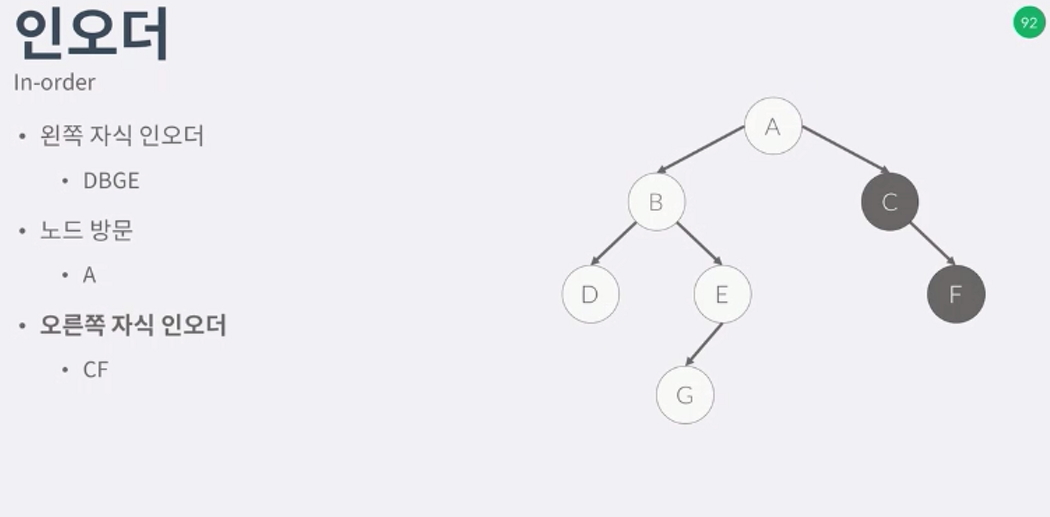 인오더
92
In-order
• 왼쪽 자식 인오더
• DBGE
• 노드 방문
• A
• 오른쪽 자식 인오더
• CF
A
B
C
D
E
F
G